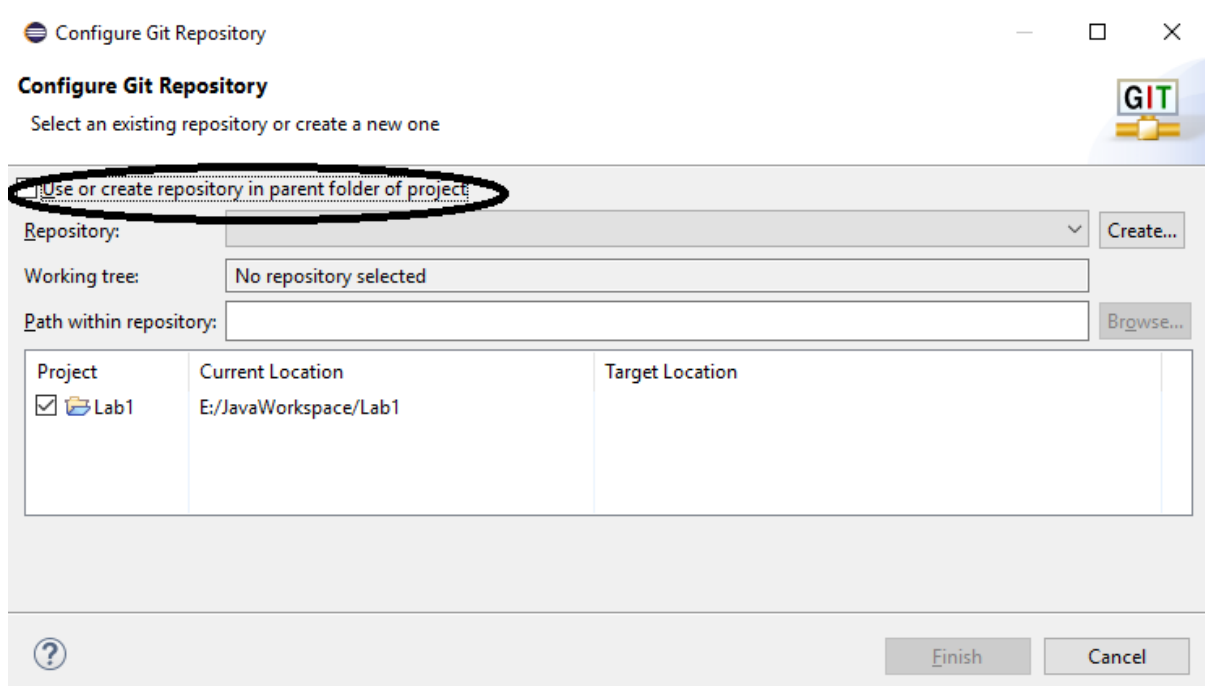 Configure Git Repository
Configure Git Repository
Select an existing repository or create a new one
GIT
Use or create repository in parent folder of project
Repository: Create...
Working tree: No repository selected
Path within repository: Browse...
Project Current Location Target Location
Lab1 E:/JavaWorkspace/Lab1
? Finish Cancel